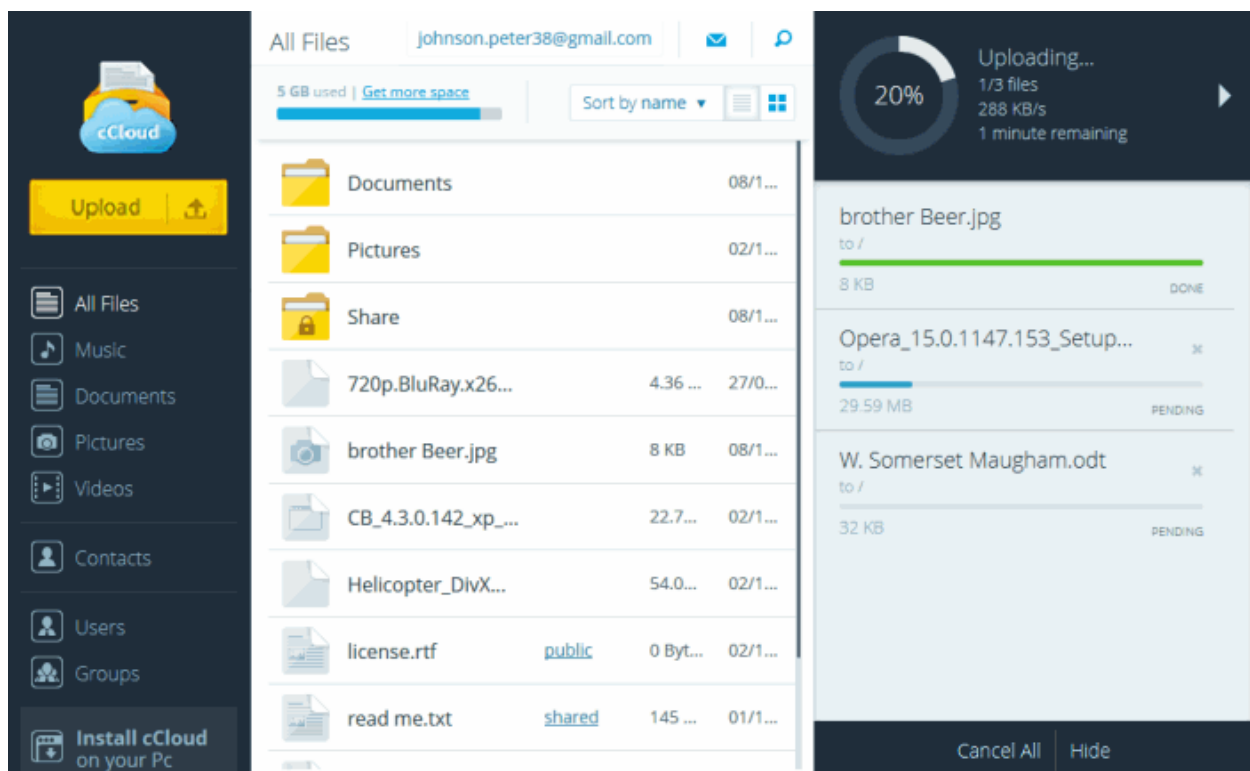 cCloud
Upload
All Files
Music
Documents
Pictures
Videos
Contacts
Users
Groups
Install cCloud
on your Pc
All Files
johnson.peter38@gmail.com
5 GB used | Get more space
Sort by name
Documents 08/1...
Pictures 02/1...
Share 08/1...
720p.BluRay.x26... 4.36 ... 27/0...
brother Beer.jpg 8 KB 08/1...
CB_4.3.0.142_xp_... 22.7... 02/1...
Helicopter_DivX... 54.0... 02/1...
license.rtf public 0 Byt... 02/1...
read me.txt shared 145 ... 01/1...
20%
Uploading...
1/3 files
288 KB/s
1 minute remaining
brother Beer.jpg
to /
8 KB DONE
Opera_15.0.1147.153_Setup...
to /
29.59 MB PENDING
W. Somerset Maugham.odt
to /
32 KB PENDING
Cancel All Hide